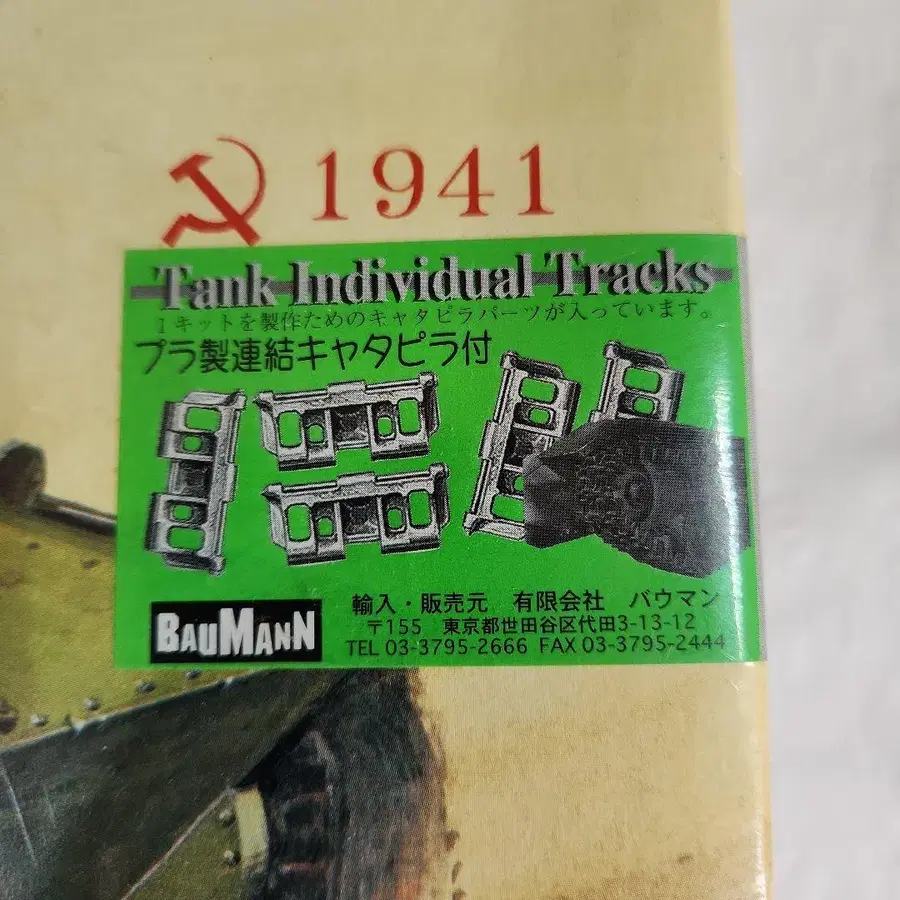 1941
Tank Individual Tracks
1キットを製作ためのキャタピラパーツが入っています。
プラ製連結キャタピラ付
BAUMANN
輸入・販売元 有限会社 バウマン
〒155 東京都世田谷区代田3-13-12
TEL 03-3795-2666 FAX 03-3795-2444